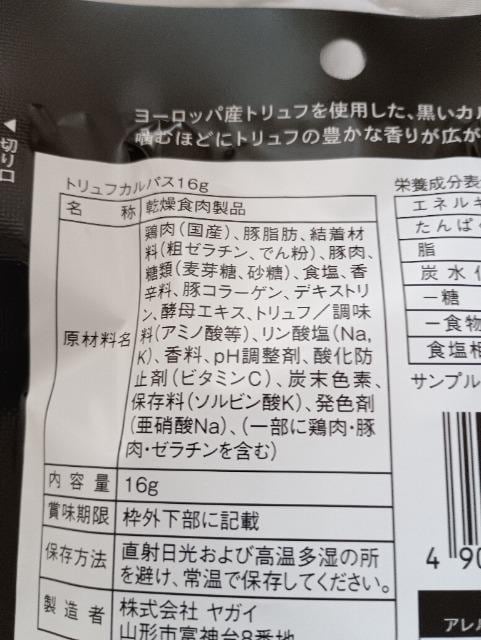 ヨーロッパ産トリュフを使用した、黒いカル
噛むほどにトリュフの豊かな香りが広が
◀切り口
トリュフカルパス16g
名称 乾燥食肉製品
原材料名 鶏肉(国産)、豚脂肪、結着材
料(粗ゼラチン、でん粉)、豚肉、
糖類(麦芽糖、砂糖)、食塩、香
辛料、豚コラーゲン、デキストリ
ン、酵母エキス、トリュフ/調味
料(アミノ酸等)、リン酸塩(Na,
K)、香料、pH調整剤、酸化防
止剤(ビタミンC)、炭末色素、
保存料(ソルビン酸K)、発色剤
(亜硝酸Na)、(一部に鶏肉・豚
肉・ゼラチンを含む)
内容量 16g
賞味期限 枠外下部に記載
保存方法 直射日光および高温多湿の所
を避け、常温で保存してください。
製造者 株式会社 ヤガイ
山形市富神台8番地
栄養成分表
エネルギ
たんぱく
脂
炭水化
-糖
-食物
食塩相
サンプル
4 90
アレル